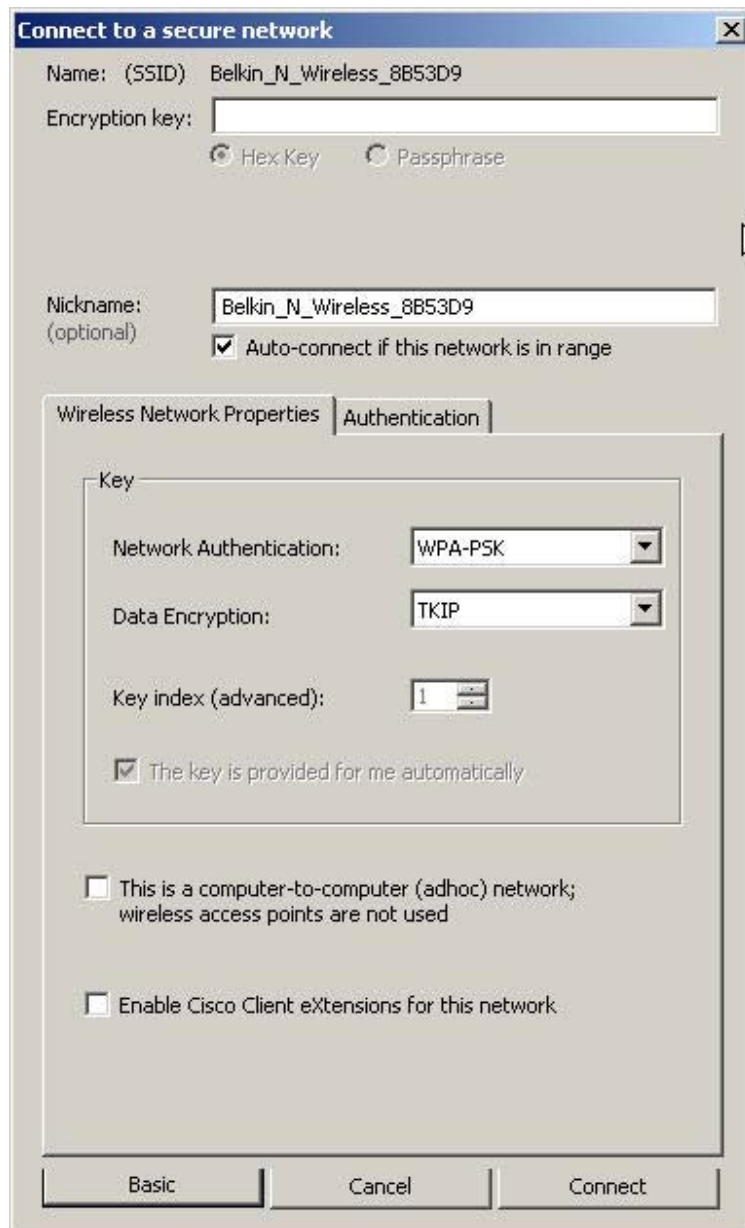 Connect to a secure network
Name: (SSID) Belkin_N_Wireless_8B53D9
Encryption key:
Hex Key Passphrase
Nickname: Belkin_N_Wireless_8B53D9
(optional)
Auto-connect if this network is in range
Wireless Network Properties Authentication
Key
Network Authentication: WPA-PSK
Data Encryption: TKIP
Key index (advanced): 1
The key is provided for me automatically
This is a computer-to-computer (adhoc) network;
wireless access points are not used
Enable Cisco Client eXtensions for this network
Basic Cancel Connect